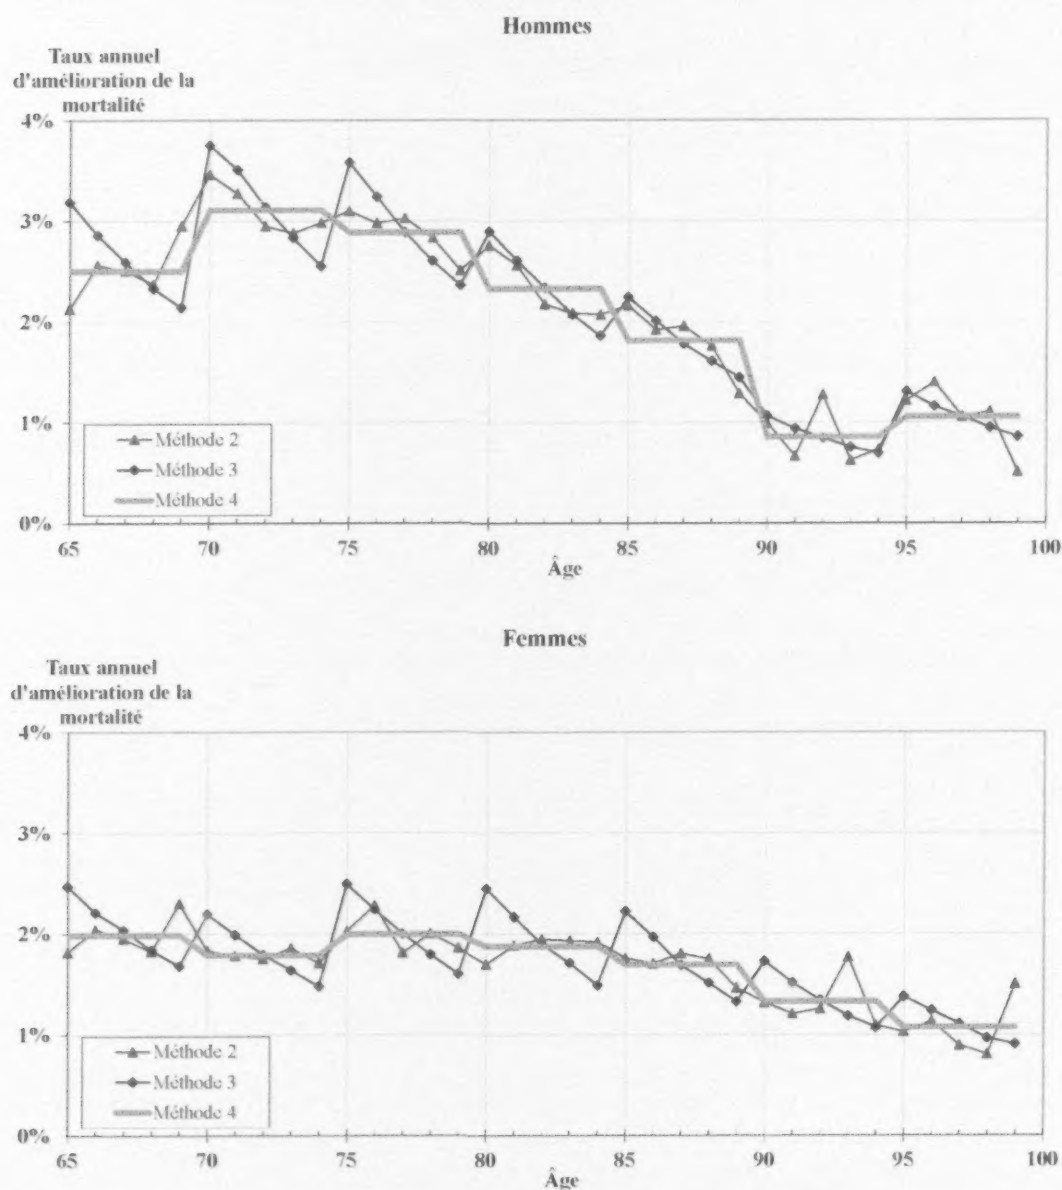 Hommes
Taux annuel
d'amélioration de la
mortalité
4%
3%
2%
1%
Méthode 2
Méthode 3
Méthode 4
0%
65 70 75 80 85 90 95 100
Âge
Femmes
Taux annuel
d'amélioration de la
mortalité
4%
3%
2%
1%
Méthode 2
Méthode 3
Méthode 4
0%
65 70 75 80 85 90 95 100
Âge